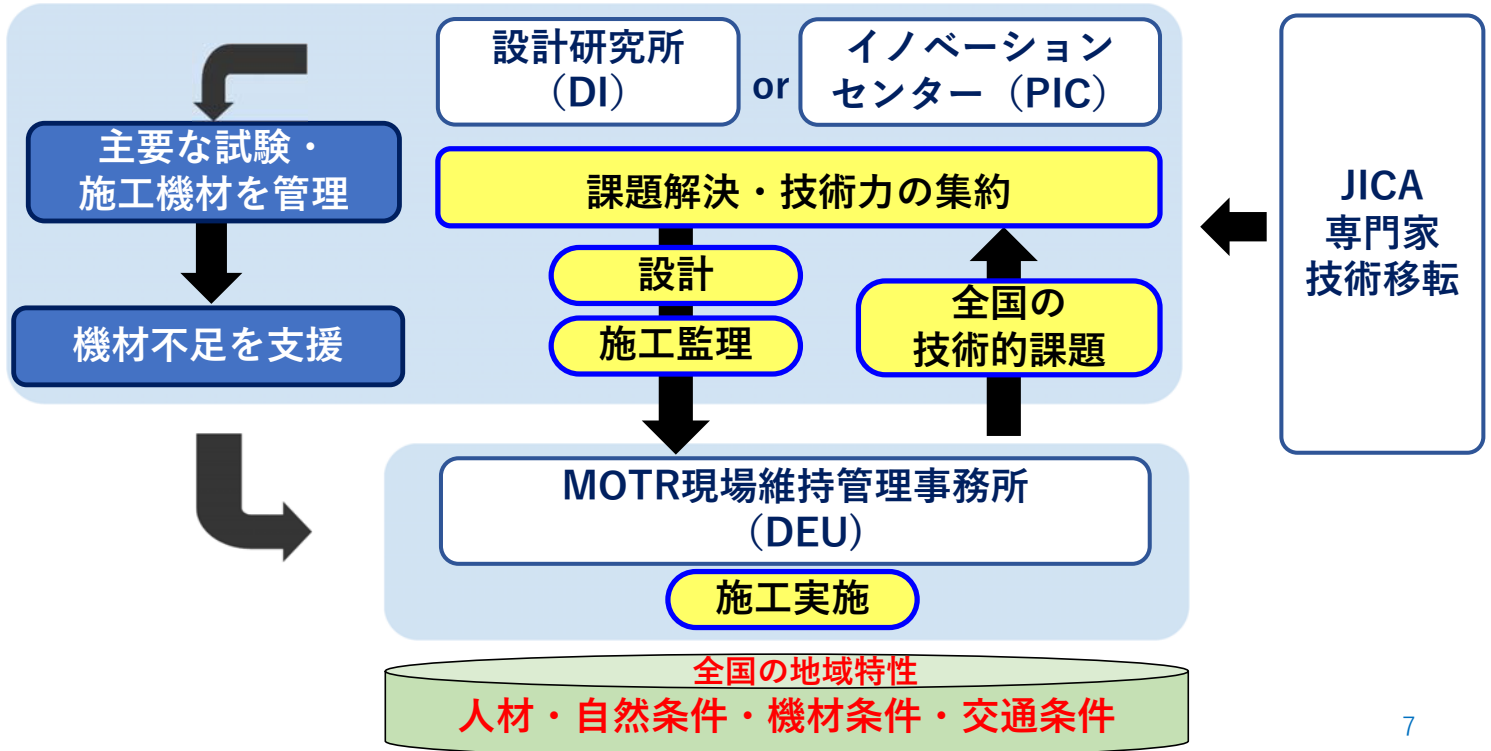 設計研究所
（DI）
or
イノベーション
センター（PIC）
主要な試験・
施工機材を管理
課題解決・技術力の集約
JICA
専門家
技術移転
設計
施工監理
全国の
技術的課題
機材不足を支援
MOTR現場維持管理事務所
（DEU）
施工実施
全国の地域特性
人材・自然条件・機材条件・交通条件
7